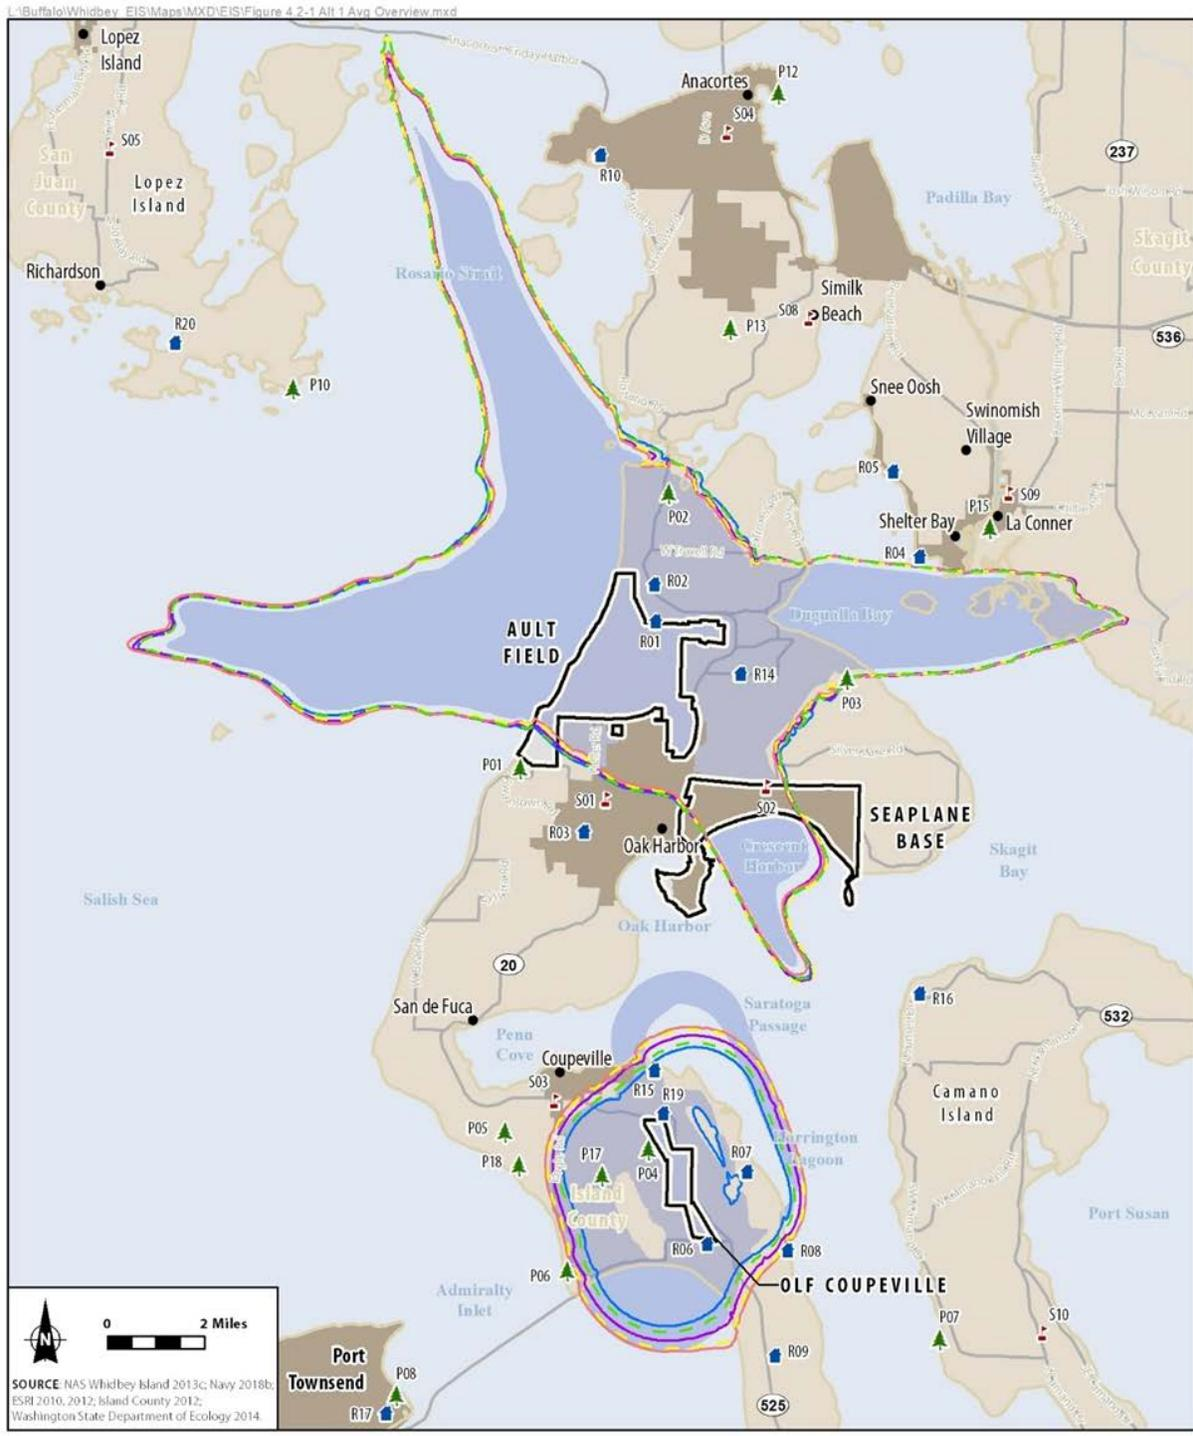 L:\Buffalo\Whidbey_EIS\Maps\MXD\EIS\Figure 4.2-1 Alt 1 Avg Overview.mxd
Lopez
Island
Anacortes
P12
S04
D Ave
S05
237
San
Juan
County
Lopez
Island
R10
Padilla Bay
Skagit
County
Richardson
Rosario Strait
Similk
Beach
S08
R20
P13
536
P10
Snee Oosh
Swinomish
Village
R05
S09
P15
P02
Shelter Bay
La Conner
R04
R02
Dugualla Bay
AULT
FIELD
R01
R14
P03
P01
S01
S02
SEAPLANE
BASE
R03
Oak Harbor
Crescent
Harbor
Skagit
Bay
Salish Sea
Oak Harbor
20
R16
San de Fuca
Saratoga
Passage
532
Penn
Cove
Coupeville
S03
R15
R19
Camano
Island
P05
Harrington
Lagoon
P18
P17
P04
R07
Island
County
Port Susan
R06
R08
P06
OLF COUPEVILLE
Admiralty
Inlet
P07
S10
N
0 2 Miles
Port
Townsend
R09
P08
R17
525
SOURCE: NAS Whidbey Island 2013c; Navy 2018b;
ESRI 2010, 2012; Island County 2012;
Washington State Department of Ecology 2014.